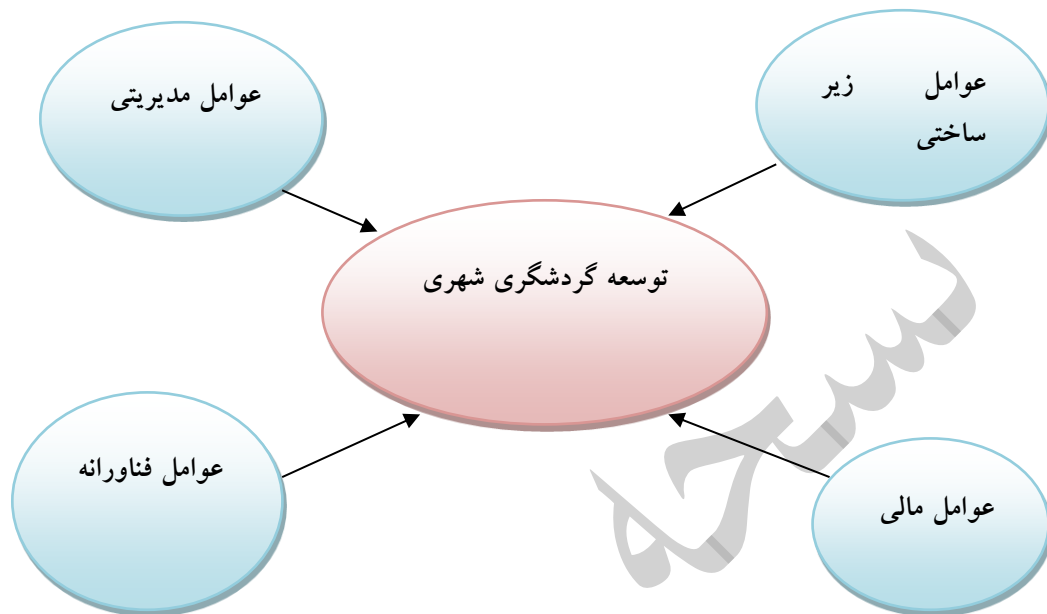 عوامل زیر
ساختی
عوامل مدیریتی
توسعه گردشگری شهری
عوامل فناورانه
عوامل مالی